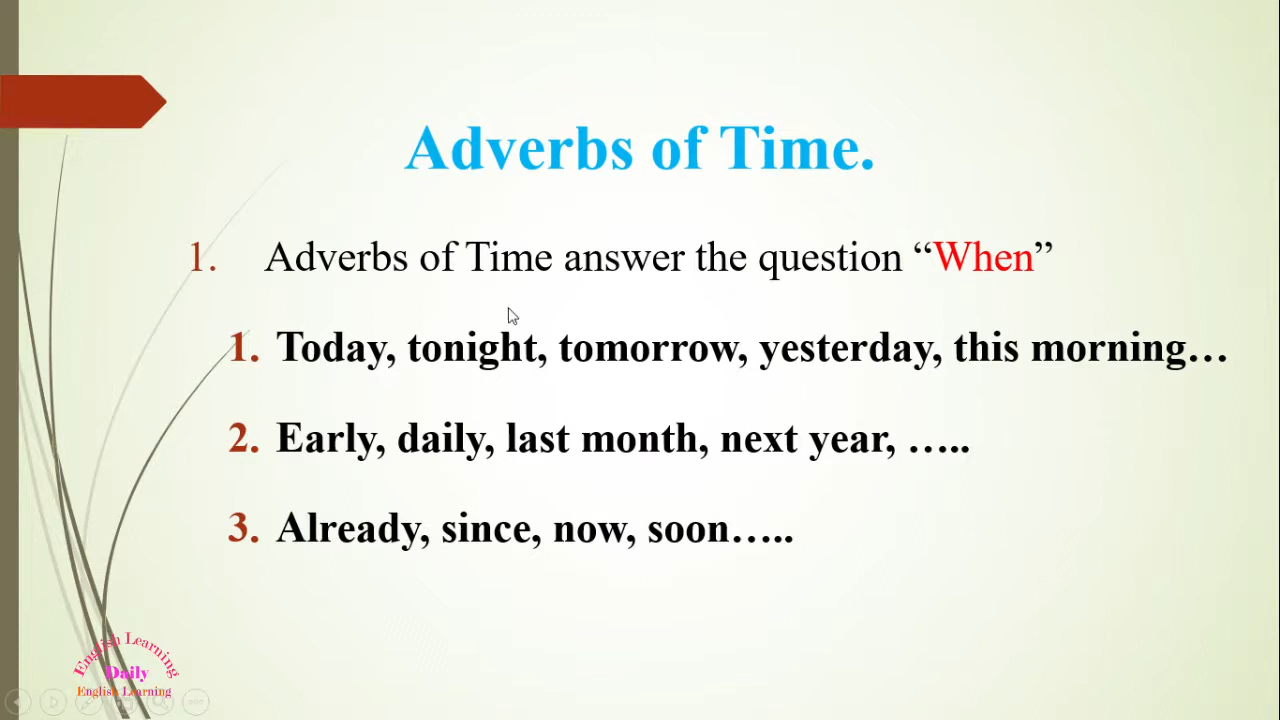 Adverbs of Time.
1. Adverbs of Time answer the question “When”
1. Today, tonight, tomorrow, yesterday, this morning…
2. Early, daily, last month, next year, …..
3. Already, since, now, soon…..
English Learning
Daily
English Learning